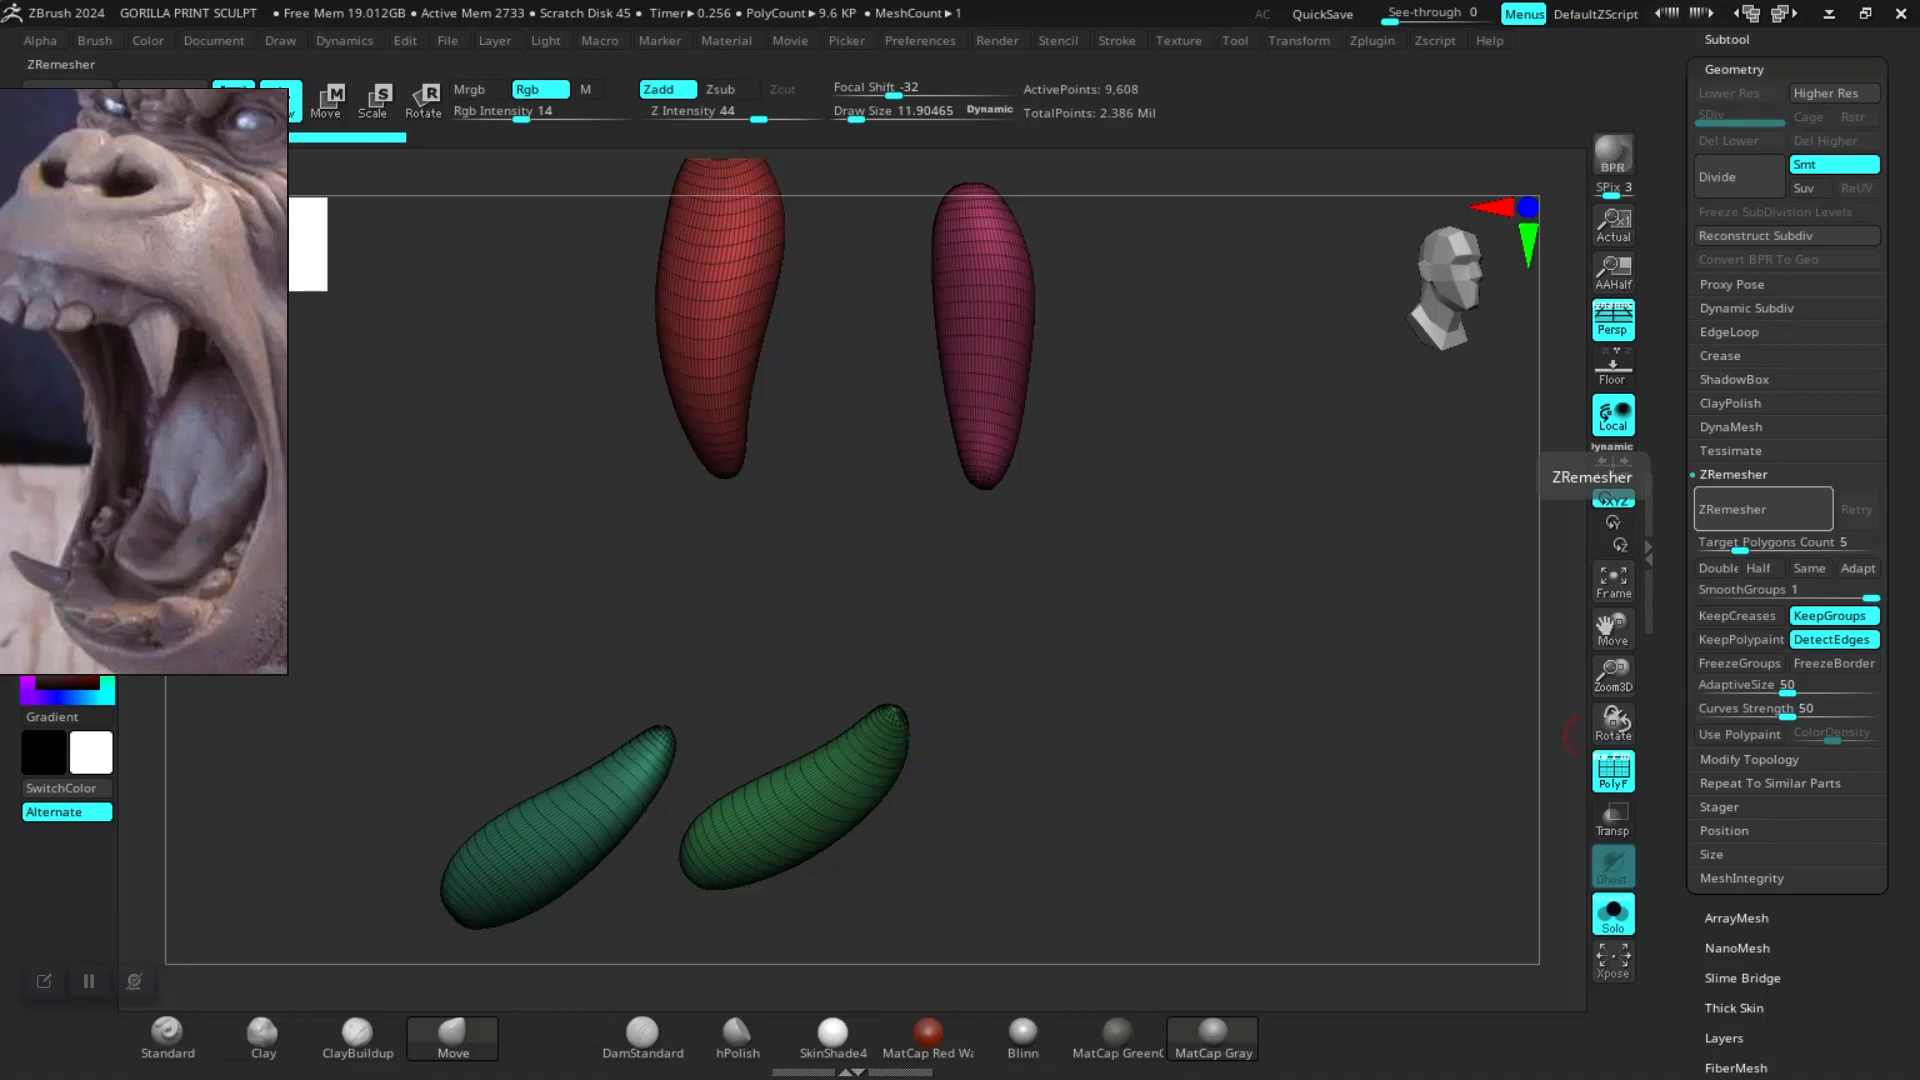 ZBrush 2024 GORILLA PRINT SCULPT • Free Mem 19.012GB • Active Mem 2733 • Scratch Disk 45 • Timer▸0.256 • PolyCount▸9.6 KP • MeshCount▸1 AC QuickSave See-through 0 Menus DefaultZScript
Alpha Brush Color Document Draw Dynamics Edit File Layer Light Macro Marker Material Movie Picker Preferences Render Stencil Stroke Texture Tool Transform Zplugin Zscript Help
ZRemesher
Move Scale Rotate
Mrgb Rgb M
Rgb Intensity 14
Zadd Zsub Zcut
Z Intensity 44
Focal Shift -32
Draw Size 11.90465 Dynamic
ActivePoints: 9,608
TotalPoints: 2.386 Mil
Gradient
SwitchColor
Alternate
BPR
SPix 3
Actual
AAHalf
Persp
Floor
Local
Dynamic
XYZ
Frame
Move
Zoom3D
Rotate
PolyF
Transp
Ghost
Solo
Xpose
ZRemesher
Subtool
Geometry
Lower Res Higher Res
SDiv Cage Rstr
Del Lower Del Higher
Divide Smt
Suv ReUV
Freeze SubDivision Levels
Reconstruct Subdiv
Convert BPR To Geo
Proxy Pose
Dynamic Subdiv
EdgeLoop
Crease
ShadowBox
ClayPolish
DynaMesh
Tessimate
ZRemesher
ZRemesher Retry
Target Polygons Count 5
Double Half Same Adapt
SmoothGroups 1
KeepCreases KeepGroups
KeepPolypaint DetectEdges
FreezeGroups FreezeBorder
AdaptiveSize 50
Curves Strength 50
Use Polypaint ColorDensity
Modify Topology
Repeat To Similar Parts
Stager
Position
Size
MeshIntegrity
ArrayMesh
NanoMesh
Slime Bridge
Thick Skin
Layers
FiberMesh
Standard Clay ClayBuildup Move DamStandard hPolish SkinShade4 MatCap Red Wa Blinn MatCap GreenC MatCap Gray